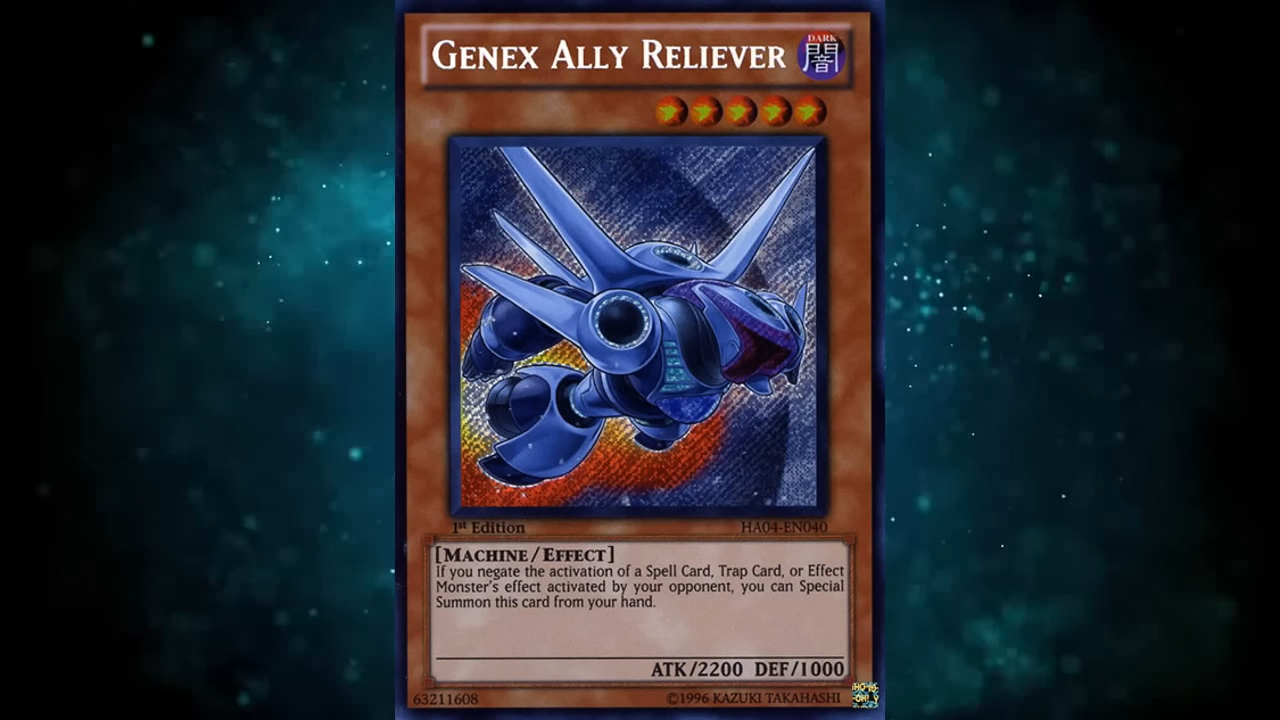 GENEX ALLY RELIEVER
DARK
闇
1st Edition
HA04-EN040
[MACHINE/EFFECT]
If you negate the activation of a Spell Card, Trap Card, or Effect
Monster's effect activated by your opponent, you can Special
Summon this card from your hand.
ATK/2200 DEF/1000
63211608
©1996 KAZUKI TAKAHASHI